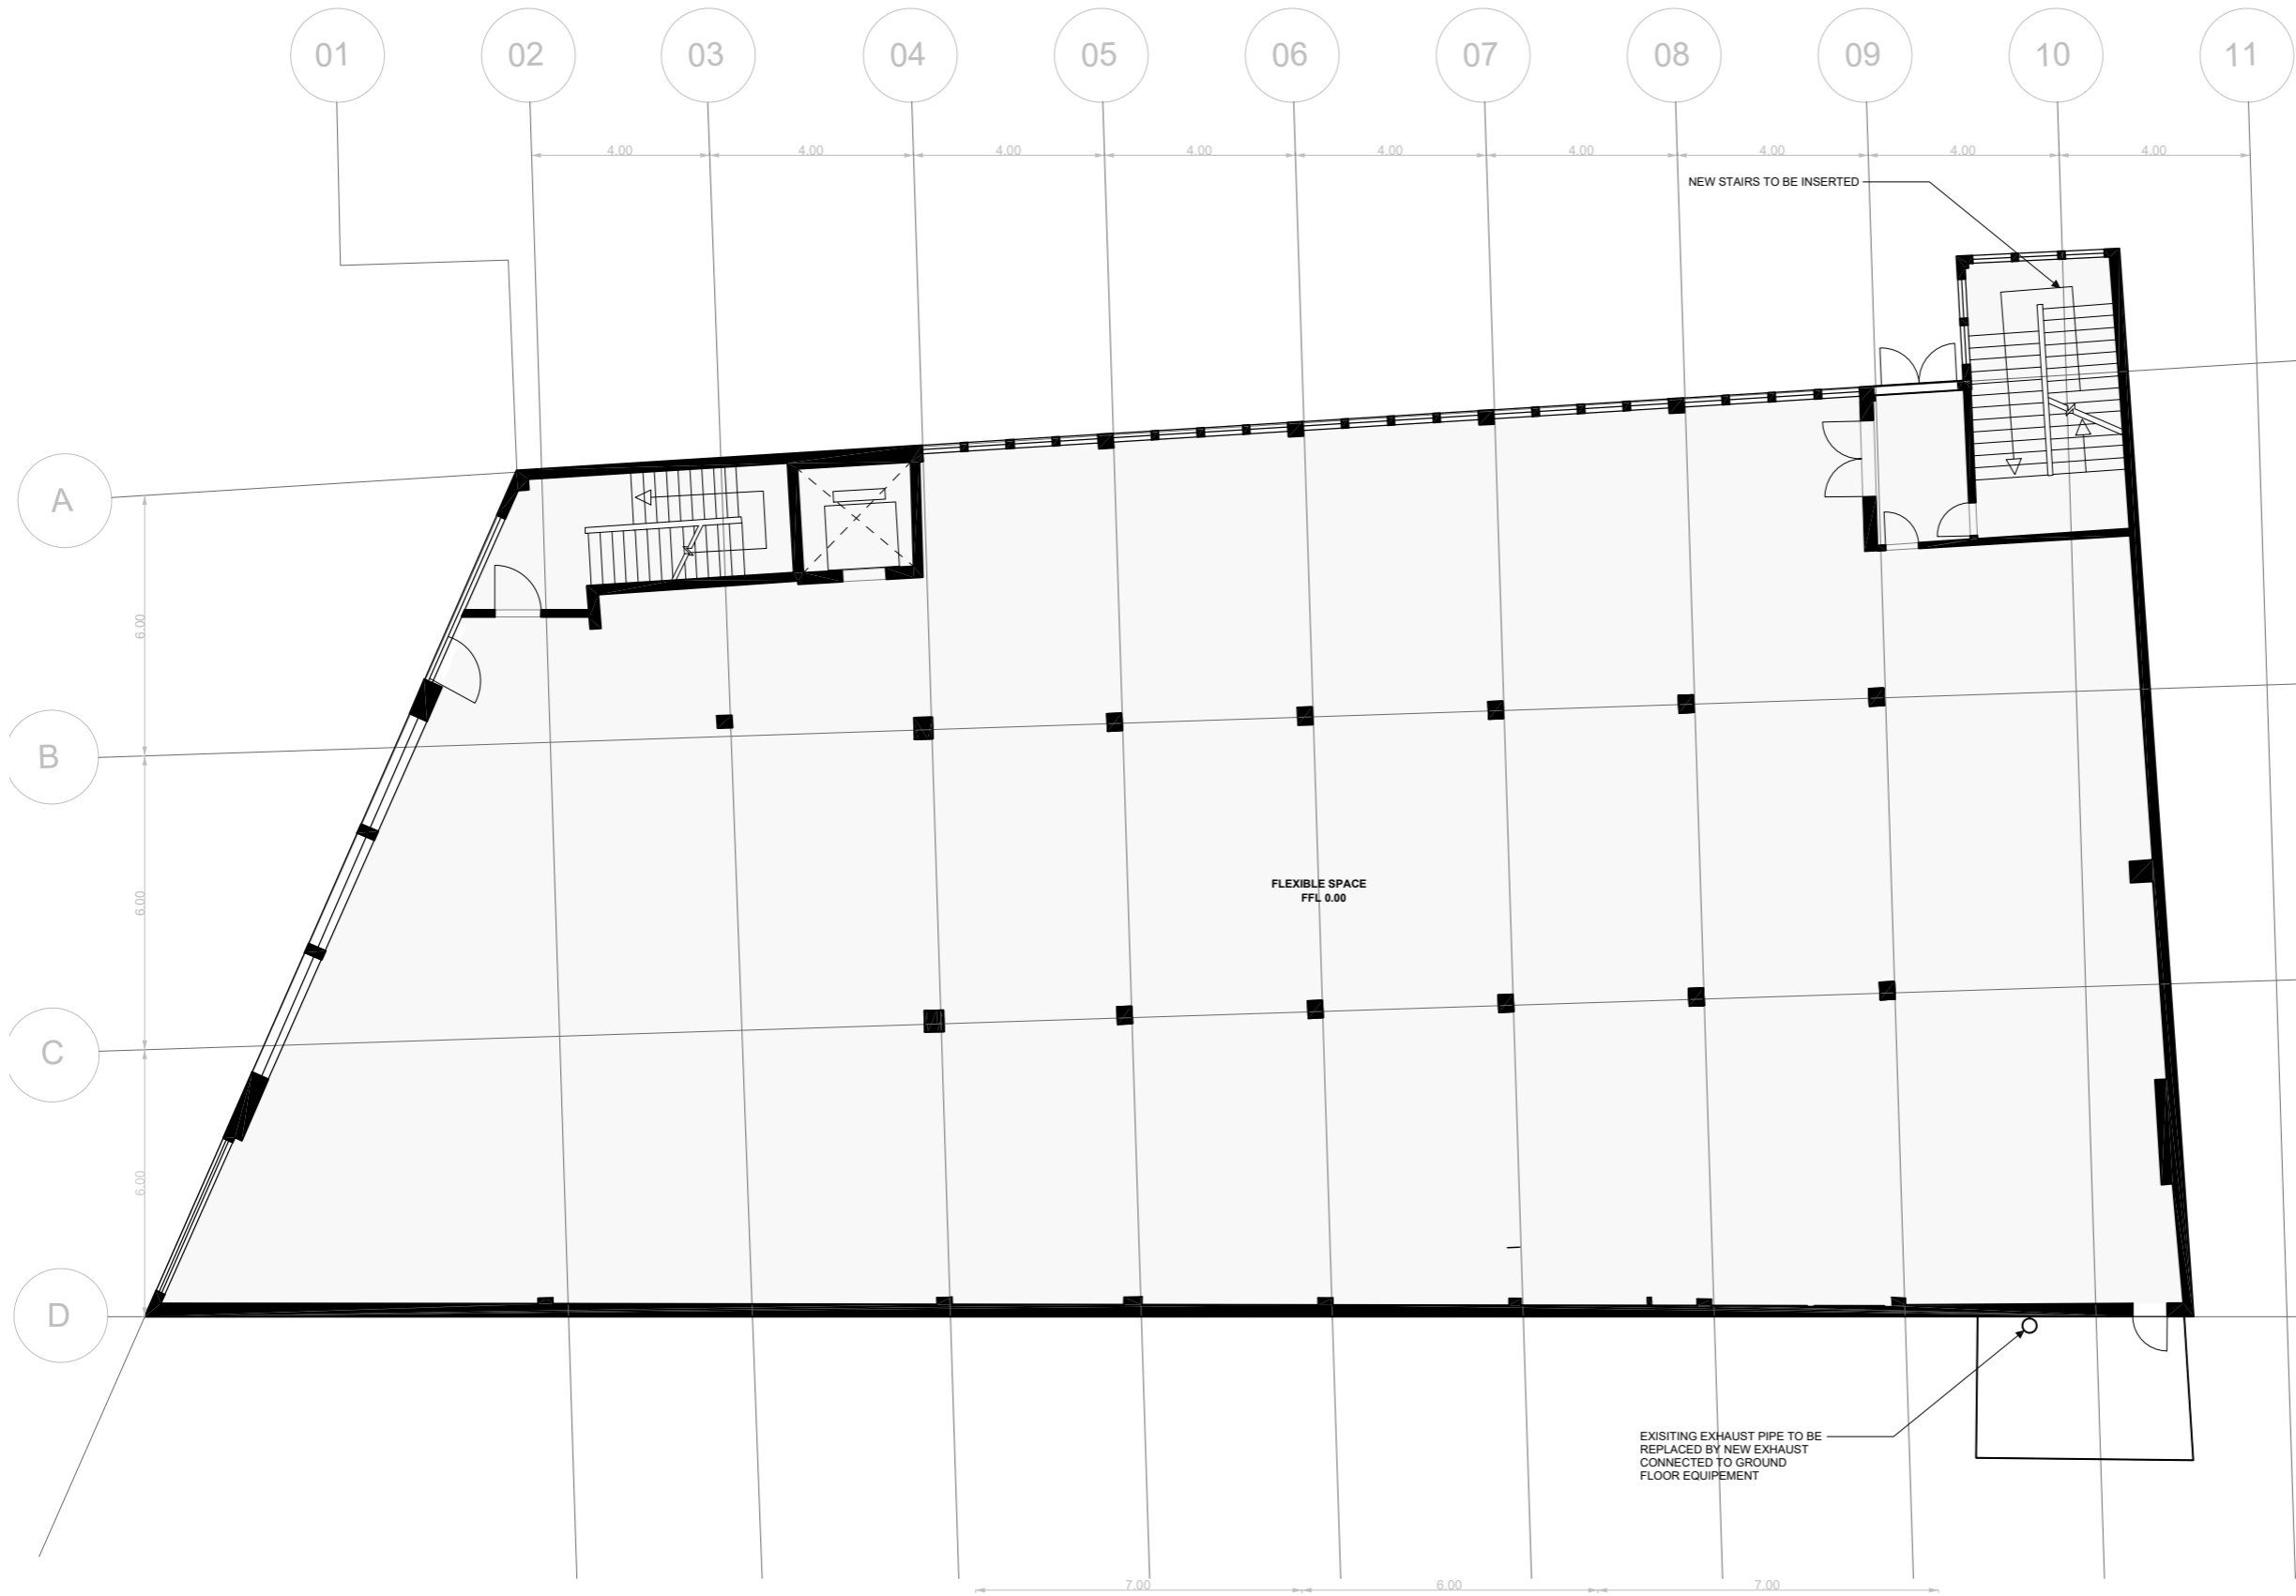 01 02 03 04 05 06 07 08 09 10 11
4.00 4.00 4.00 4.00 4.00 4.00 4.00 4.00 4.00
NEW STAIRS TO BE INSERTED
A
6.00
B
FLEXIBLE SPACE
FFL 0.00
6.00
C
6.00
D
EXISITING EXHAUST PIPE TO BE
REPLACED BY NEW EXHAUST
CONNECTED TO GROUND
FLOOR EQUIPEMENT
7.00 6.00 7.00